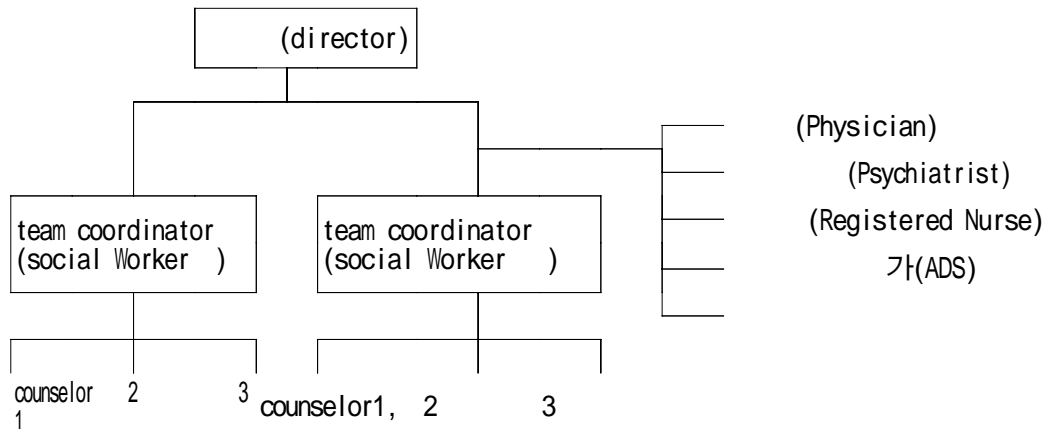 (director)
(Physician)
(Psychiatrist)
(Registered Nurse)
가(ADS)
team coordinator
(social Worker )
team coordinator
(social Worker )
counselor 2 3
1
counselor1, 2 3